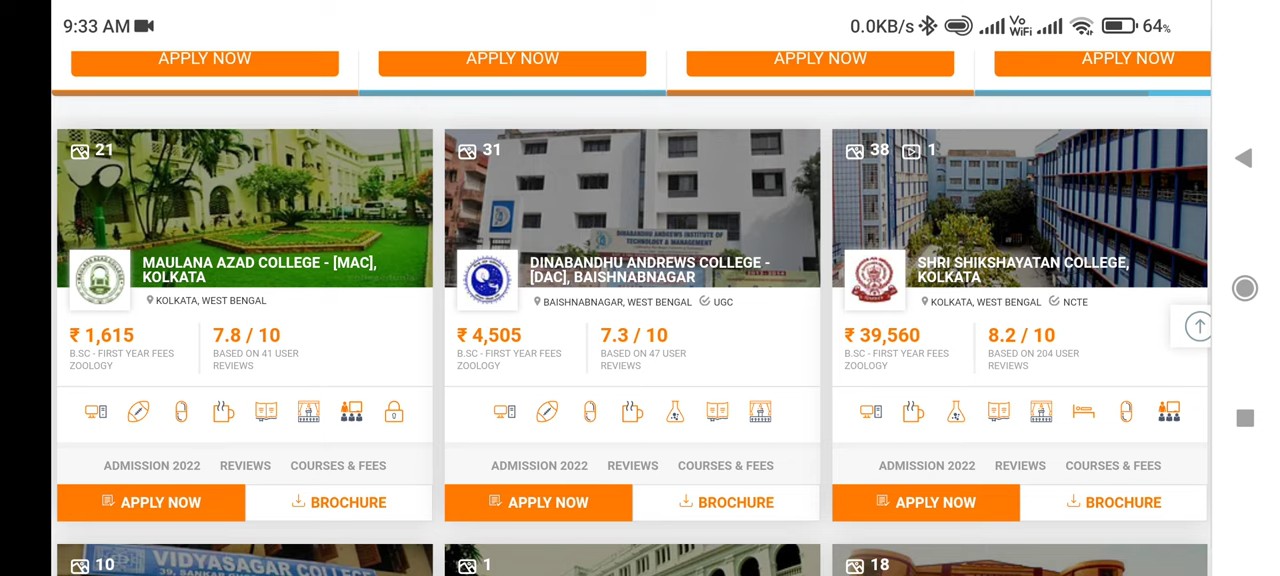 9:33 AM
0.0KB/s Vo WiFi 64%
APPLY NOW APPLY NOW APPLY NOW APPLY NOW
21
MAULANA AZAD COLLEGE - [MAC],
KOLKATA
KOLKATA, WEST BENGAL
₹ 1,615
B.SC - FIRST YEAR FEES
ZOOLOGY
7.8 / 10
BASED ON 41 USER
REVIEWS
ADMISSION 2022 REVIEWS COURSES & FEES
APPLY NOW BROCHURE
31
DINABANDHU ANDREWS INSTITUTE OF
TECHNOLOGY & MANAGEMENT
DINABANDHU ANDREWS COLLEGE -
[DAC], BAISHNABNAGAR
BAISHNABNAGAR, WEST BENGAL UGC
₹ 4,505
B.SC - FIRST YEAR FEES
ZOOLOGY
7.3 / 10
BASED ON 47 USER
REVIEWS
ADMISSION 2022 REVIEWS COURSES & FEES
APPLY NOW BROCHURE
38 1
SHRI SHIKSHAYATAN COLLEGE,
KOLKATA
KOLKATA, WEST BENGAL NCTE
₹ 39,560
B.SC - FIRST YEAR FEES
ZOOLOGY
8.2 / 10
BASED ON 204 USER
REVIEWS
ADMISSION 2022 REVIEWS COURSES & FEES
APPLY NOW BROCHURE
10
VIDYASAGAR COLLEGE
1
18